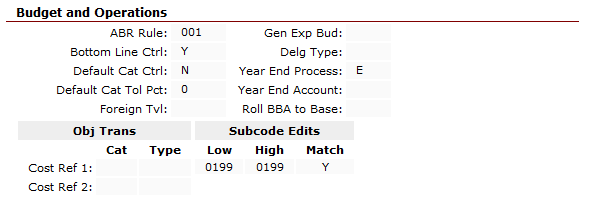 Budget and Operations
ABR Rule: 001 Gen Exp Bud:
Bottom Line Ctrl: Y Delg Type:
Default Cat Ctrl: N Year End Process: E
Default Cat Tol Pct: 0 Year End Account:
Foreign Tvl: Roll BBA to Base:
Obj Trans Subcode Edits
Cat Type Low High Match
Cost Ref 1: 0199 0199 Y
Cost Ref 2: